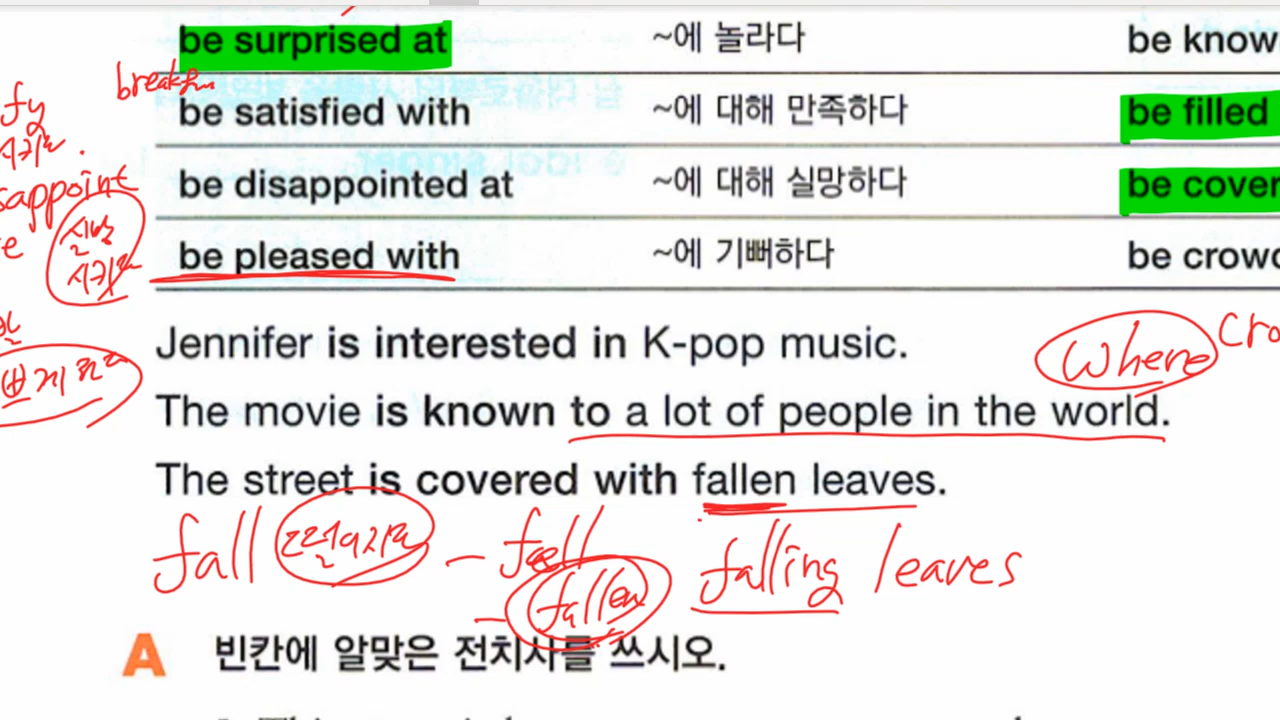 be surprised at ~에 놀라다 be know
be satisfied with ~에 대해 만족하다 be filled
be disappointed at ~에 대해 실망하다 be cover
be pleased with ~에 기뻐하다 be crowd
fy
sappoint
실망
시키다
Jennifer is interested in K-pop music.
where cro
The movie is known to a lot of people in the world.
The street is covered with fallen leaves.
fall 떨어지다 - fell
- fallen
falling leaves
A 빈칸에 알맞은 전치사를 쓰시오.